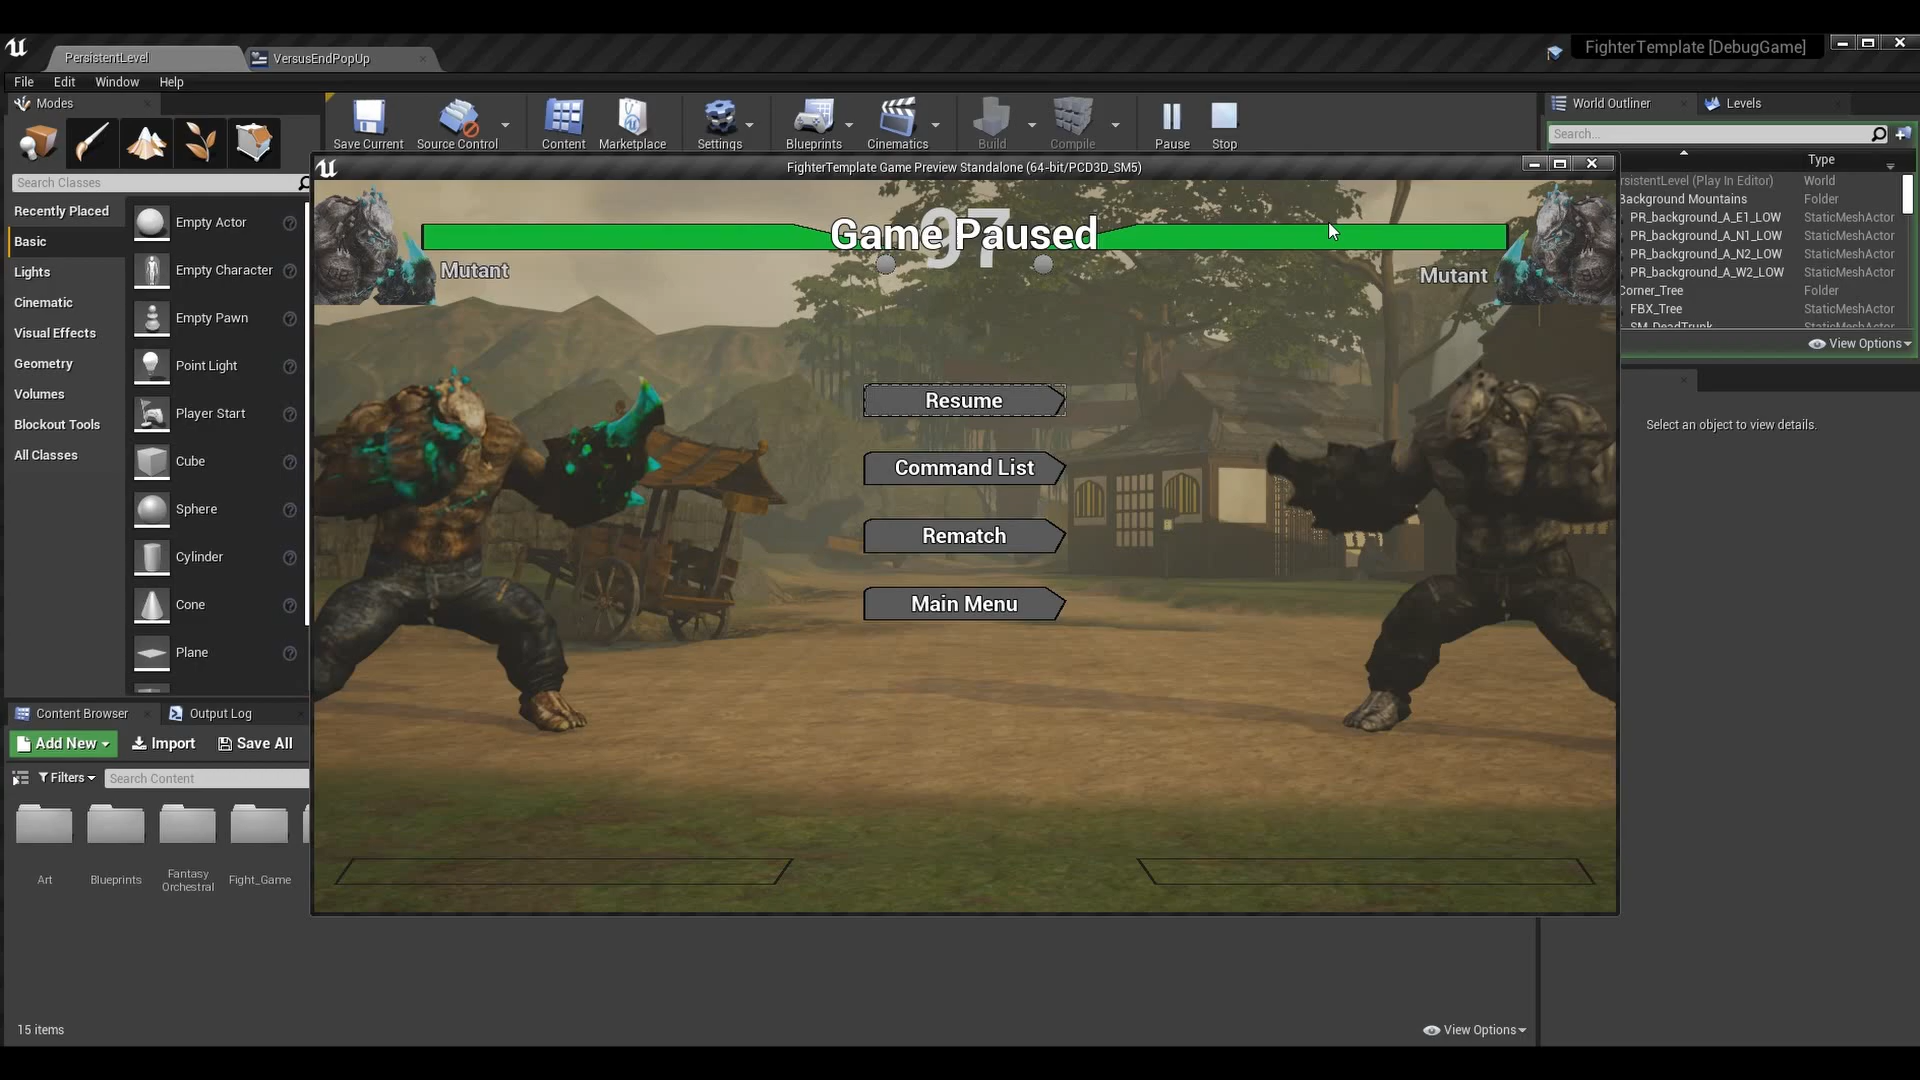 PersistentLevel
VersusEndPopUp
FighterTemplate [DebugGame]
File Edit Window Help
Modes
Search Classes
Recently Placed
Basic
Lights
Cinematic
Visual Effects
Geometry
Volumes
Blockout Tools
All Classes
Empty Actor
Empty Character
Empty Pawn
Point Light
Player Start
Cube
Sphere
Cylinder
Cone
Plane
Save Current
Source Control
Content
Marketplace
Settings
Blueprints
Cinematics
Build
Compile
Pause
Stop
FighterTemplate Game Preview Standalone (64-bit/PCD3D_SM5)
97
Game Paused
Mutant
Mutant
Resume
Command List
Rematch
Main Menu
World Outliner
Levels
Search...
Type
rsistentLevel (Play In Editor) World
Background Mountains Folder
PR_background_A_E1_LOW StaticMeshActor
PR_background_A_N1_LOW StaticMeshActor
PR_background_A_N2_LOW StaticMeshActor
PR_background_A_W2_LOW StaticMeshActor
Corner_Tree Folder
FBX_Tree StaticMeshActor
SM_DeadTrunk StaticMeshActor
View Options
Select an object to view details.
Content Browser
Output Log
Add New
Import
Save All
Filters
Search Content
Art
Blueprints
Fantasy
Orchestral
Fight_Game
15 items
View Options